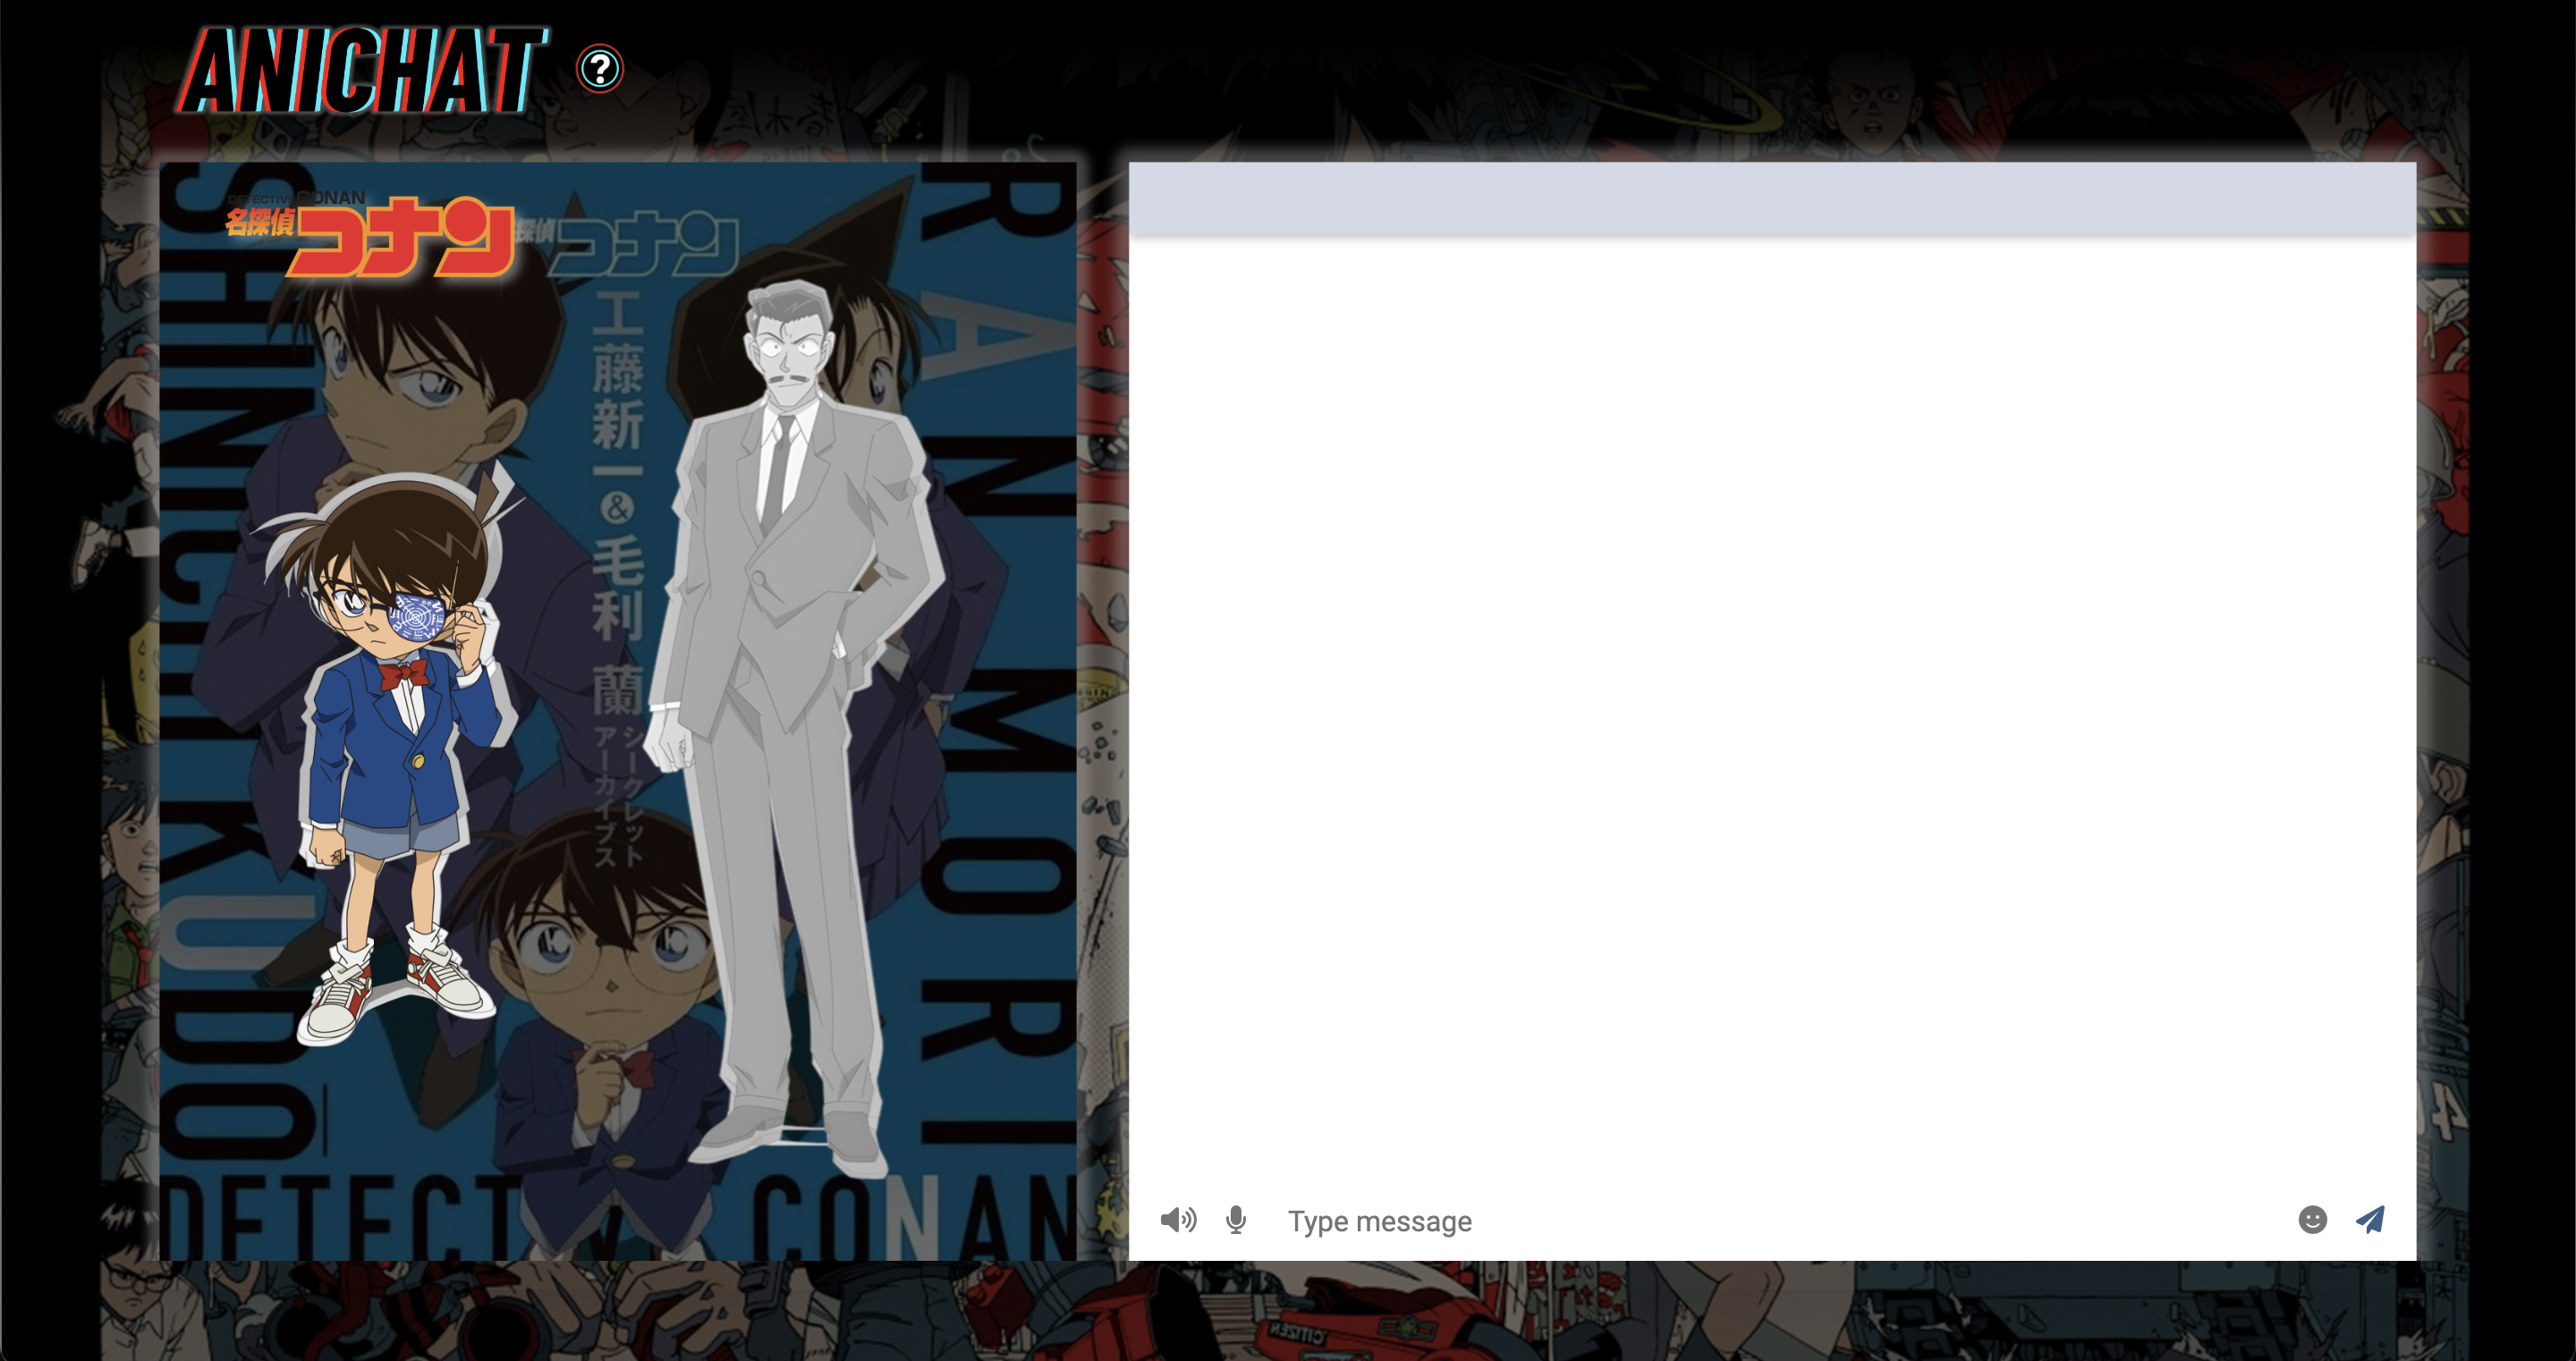 ANICHAT ?
DETECTIVE CONAN
名探偵
コナン
探偵コナン
SHINICHI KUDO
工藤新一&毛利 蘭
シークレット
アーカイブス
RAN MORI
DETECTIVE CONAN
Type message
CITIZEN